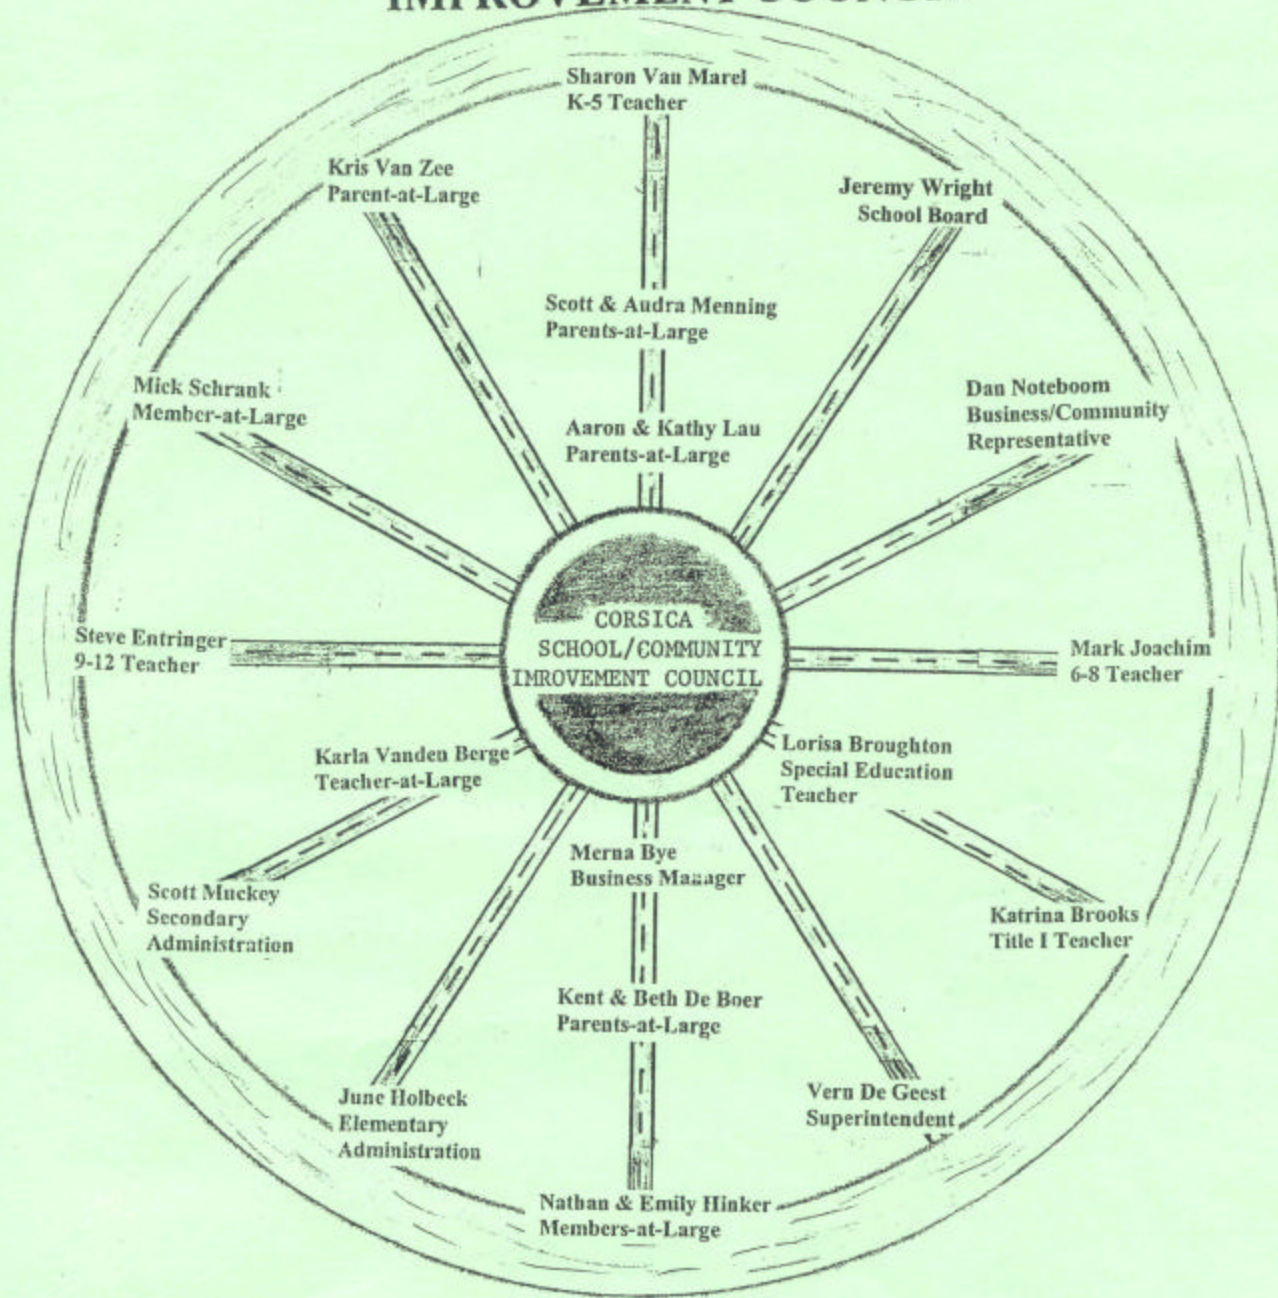 IMPROVEMENT COUNCIL
Sharon Van Marel
K-5 Teacher
Kris Van Zee
Parent-at-Large
Jeremy Wright
School Board
Scott & Audra Menning
Parents-at-Large
Mick Schrank
Member-at-Large
Dan Noteboom
Business/Community
Representative
Aaron & Kathy Lau
Parents-at-Large
CORSICA
SCHOOL/COMMUNITY
IMROVEMENT COUNCIL
Steve Entringer
9-12 Teacher
Mark Joachim
6-8 Teacher
Karla Vanden Berge
Teacher-at-Large
Lorisa Broughton
Special Education
Teacher
Merna Bye
Business Manager
Scott Muckey
Secondary
Administration
Katrina Brooks
Title I Teacher
Kent & Beth De Boer
Parents-at-Large
June Holbeck
Elementary
Administration
Vern De Geest
Superintendent
Nathan & Emily Hinker
Members-at-Large